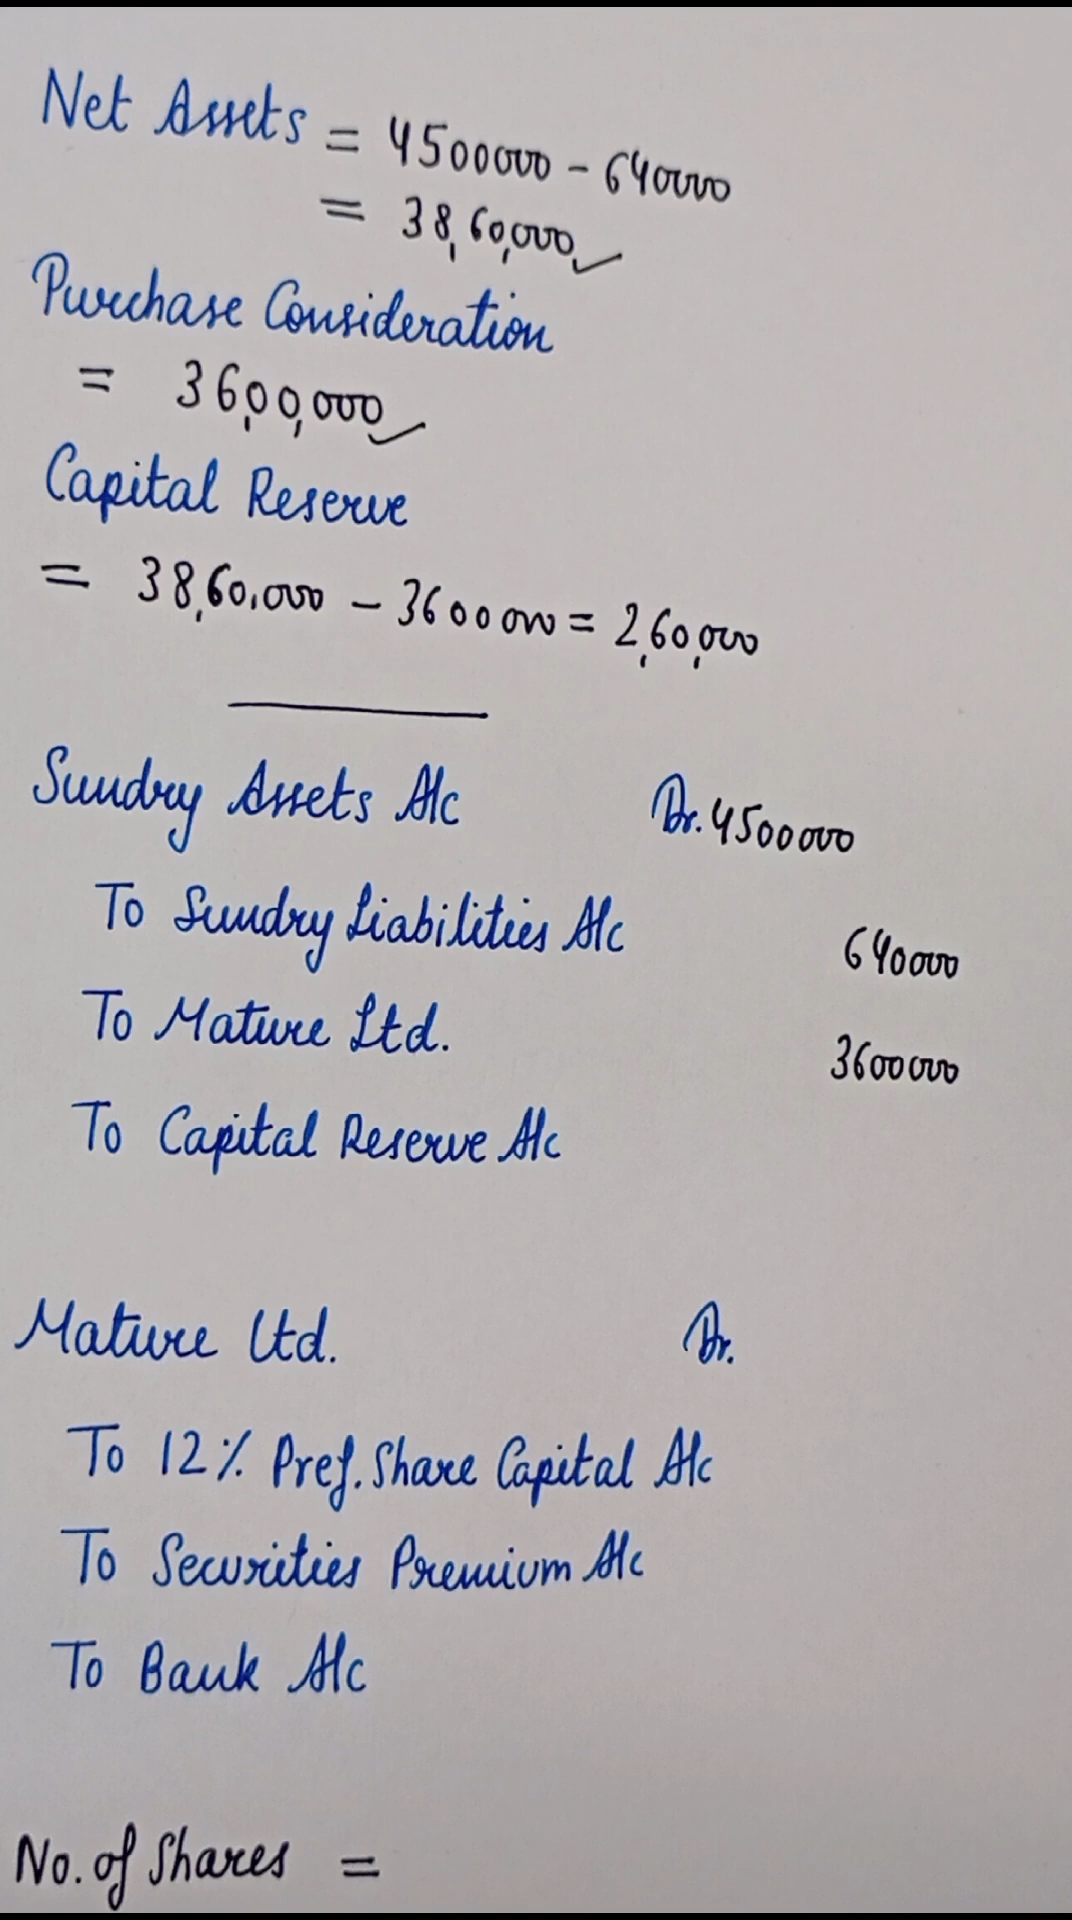 Net Assets = 4500000 - 640000
= 38,60,000
Purchase Consideration
= 36,00,000
Capital Reserve
= 38,60,000 - 3600000 = 2,60,000
Sundry Assets A/c Dr. 4500000
To Sundry Liabilities A/c 640000
To Mature Ltd. 3600000
To Capital Reserve A/c
Mature Ltd. Dr.
To 12% Pref. Share Capital A/c
To Securities Premium A/c
To Bank A/c
No. of Shares =